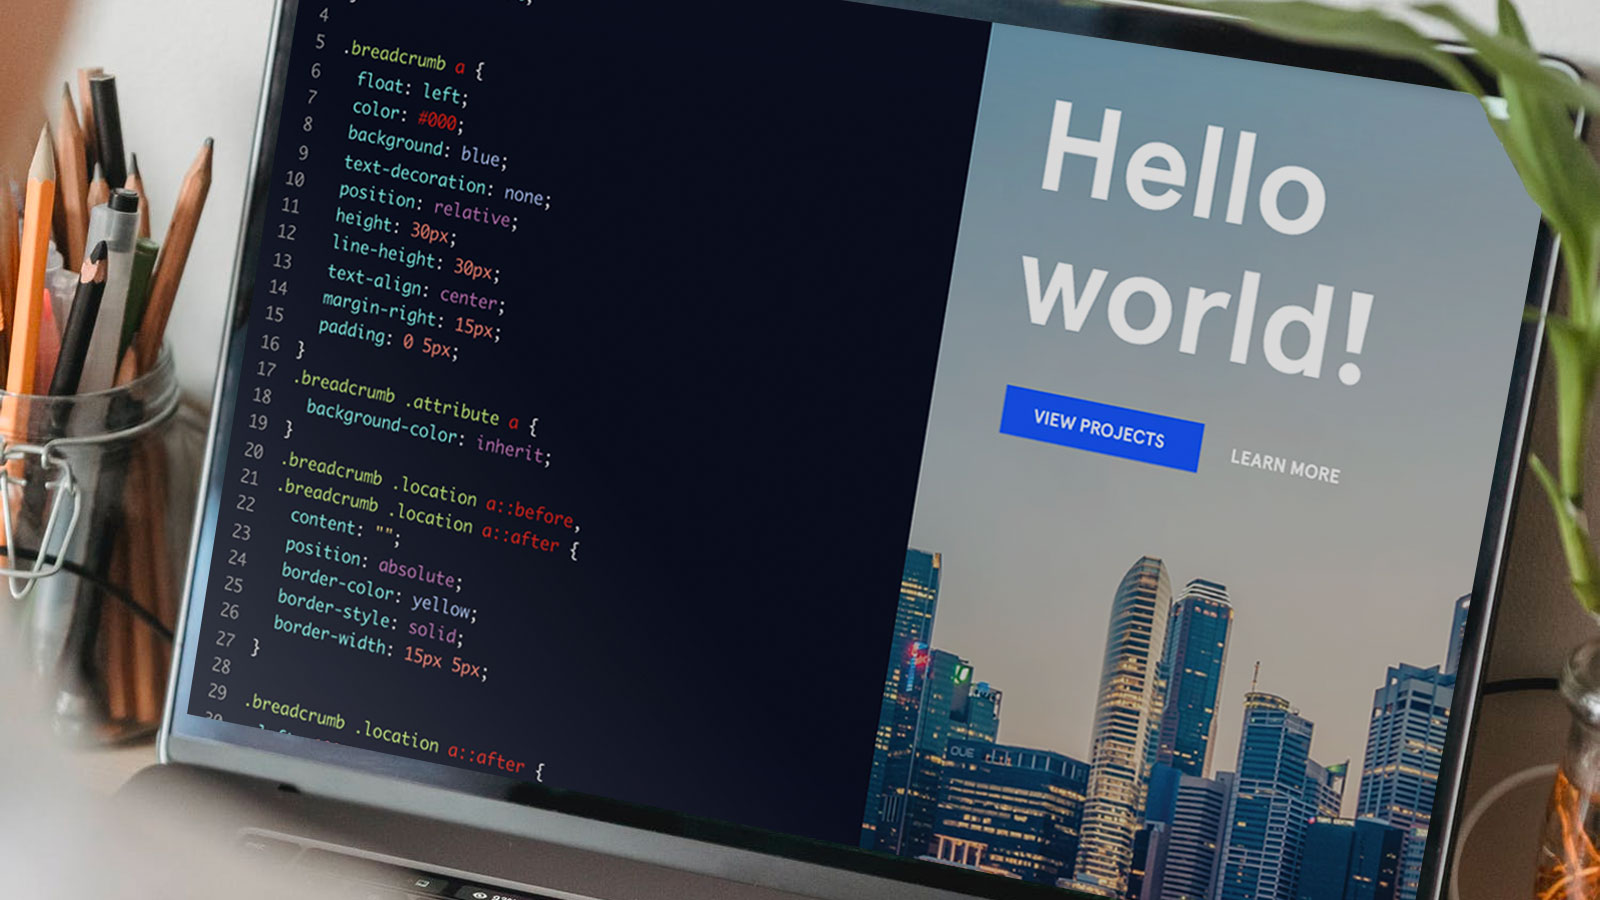 4
5 .breadcrumb a {
6 float: left;
7 color: #000;
8 background: blue;
9 text-decoration: none;
10 position: relative;
11 height: 30px;
12 line-height: 30px;
13 text-align: center;
14 margin-right: 15px;
15 padding: 0 5px;
16 }
17 .breadcrumb .attribute a {
18 background-color: inherit;
19 }
20 .breadcrumb .location a::before,
21 .breadcrumb .location a::after {
22 content: "";
23 position: absolute;
24 border-color: yellow;
25 border-style: solid;
26 border-width: 15px 5px;
27 }
28
29 .breadcrumb .location a::after {
Hello
world!
VIEW PROJECTS
LEARN MORE